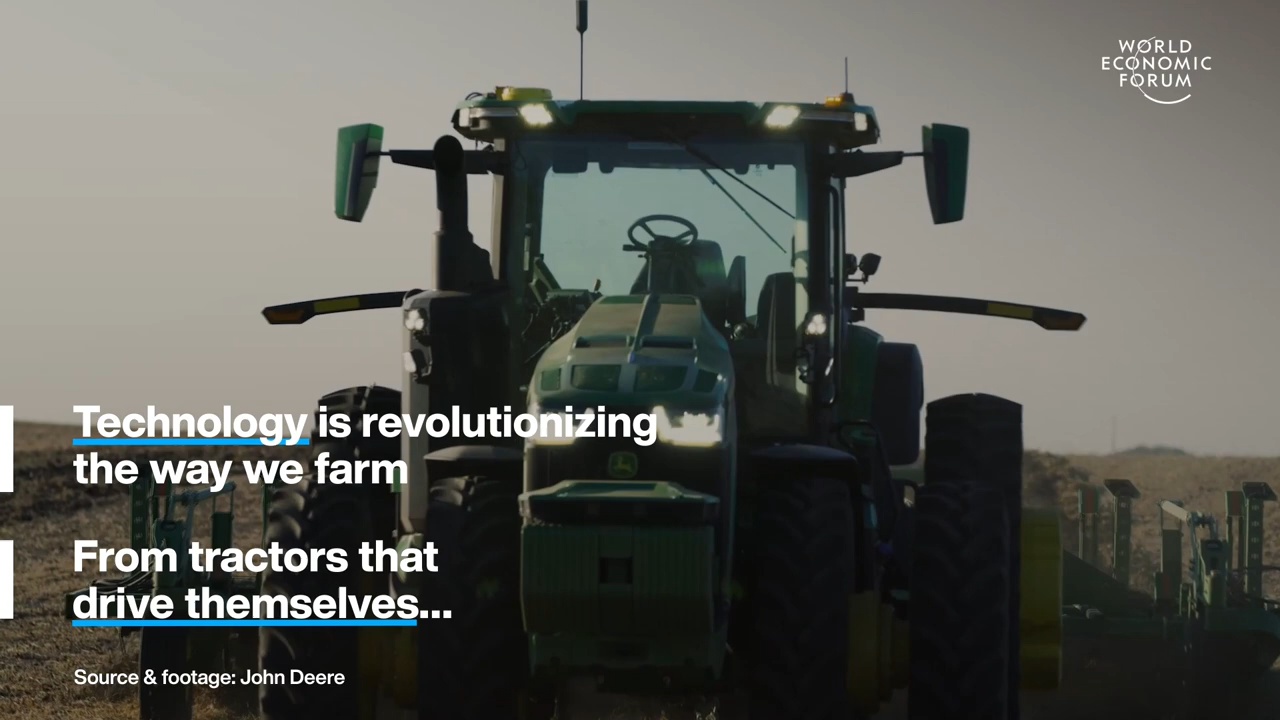 WORLD
ECONOMIC
FORUM
Technology is revolutionizing
the way we farm
From tractors that
drive themselves...
Source & footage: John Deere